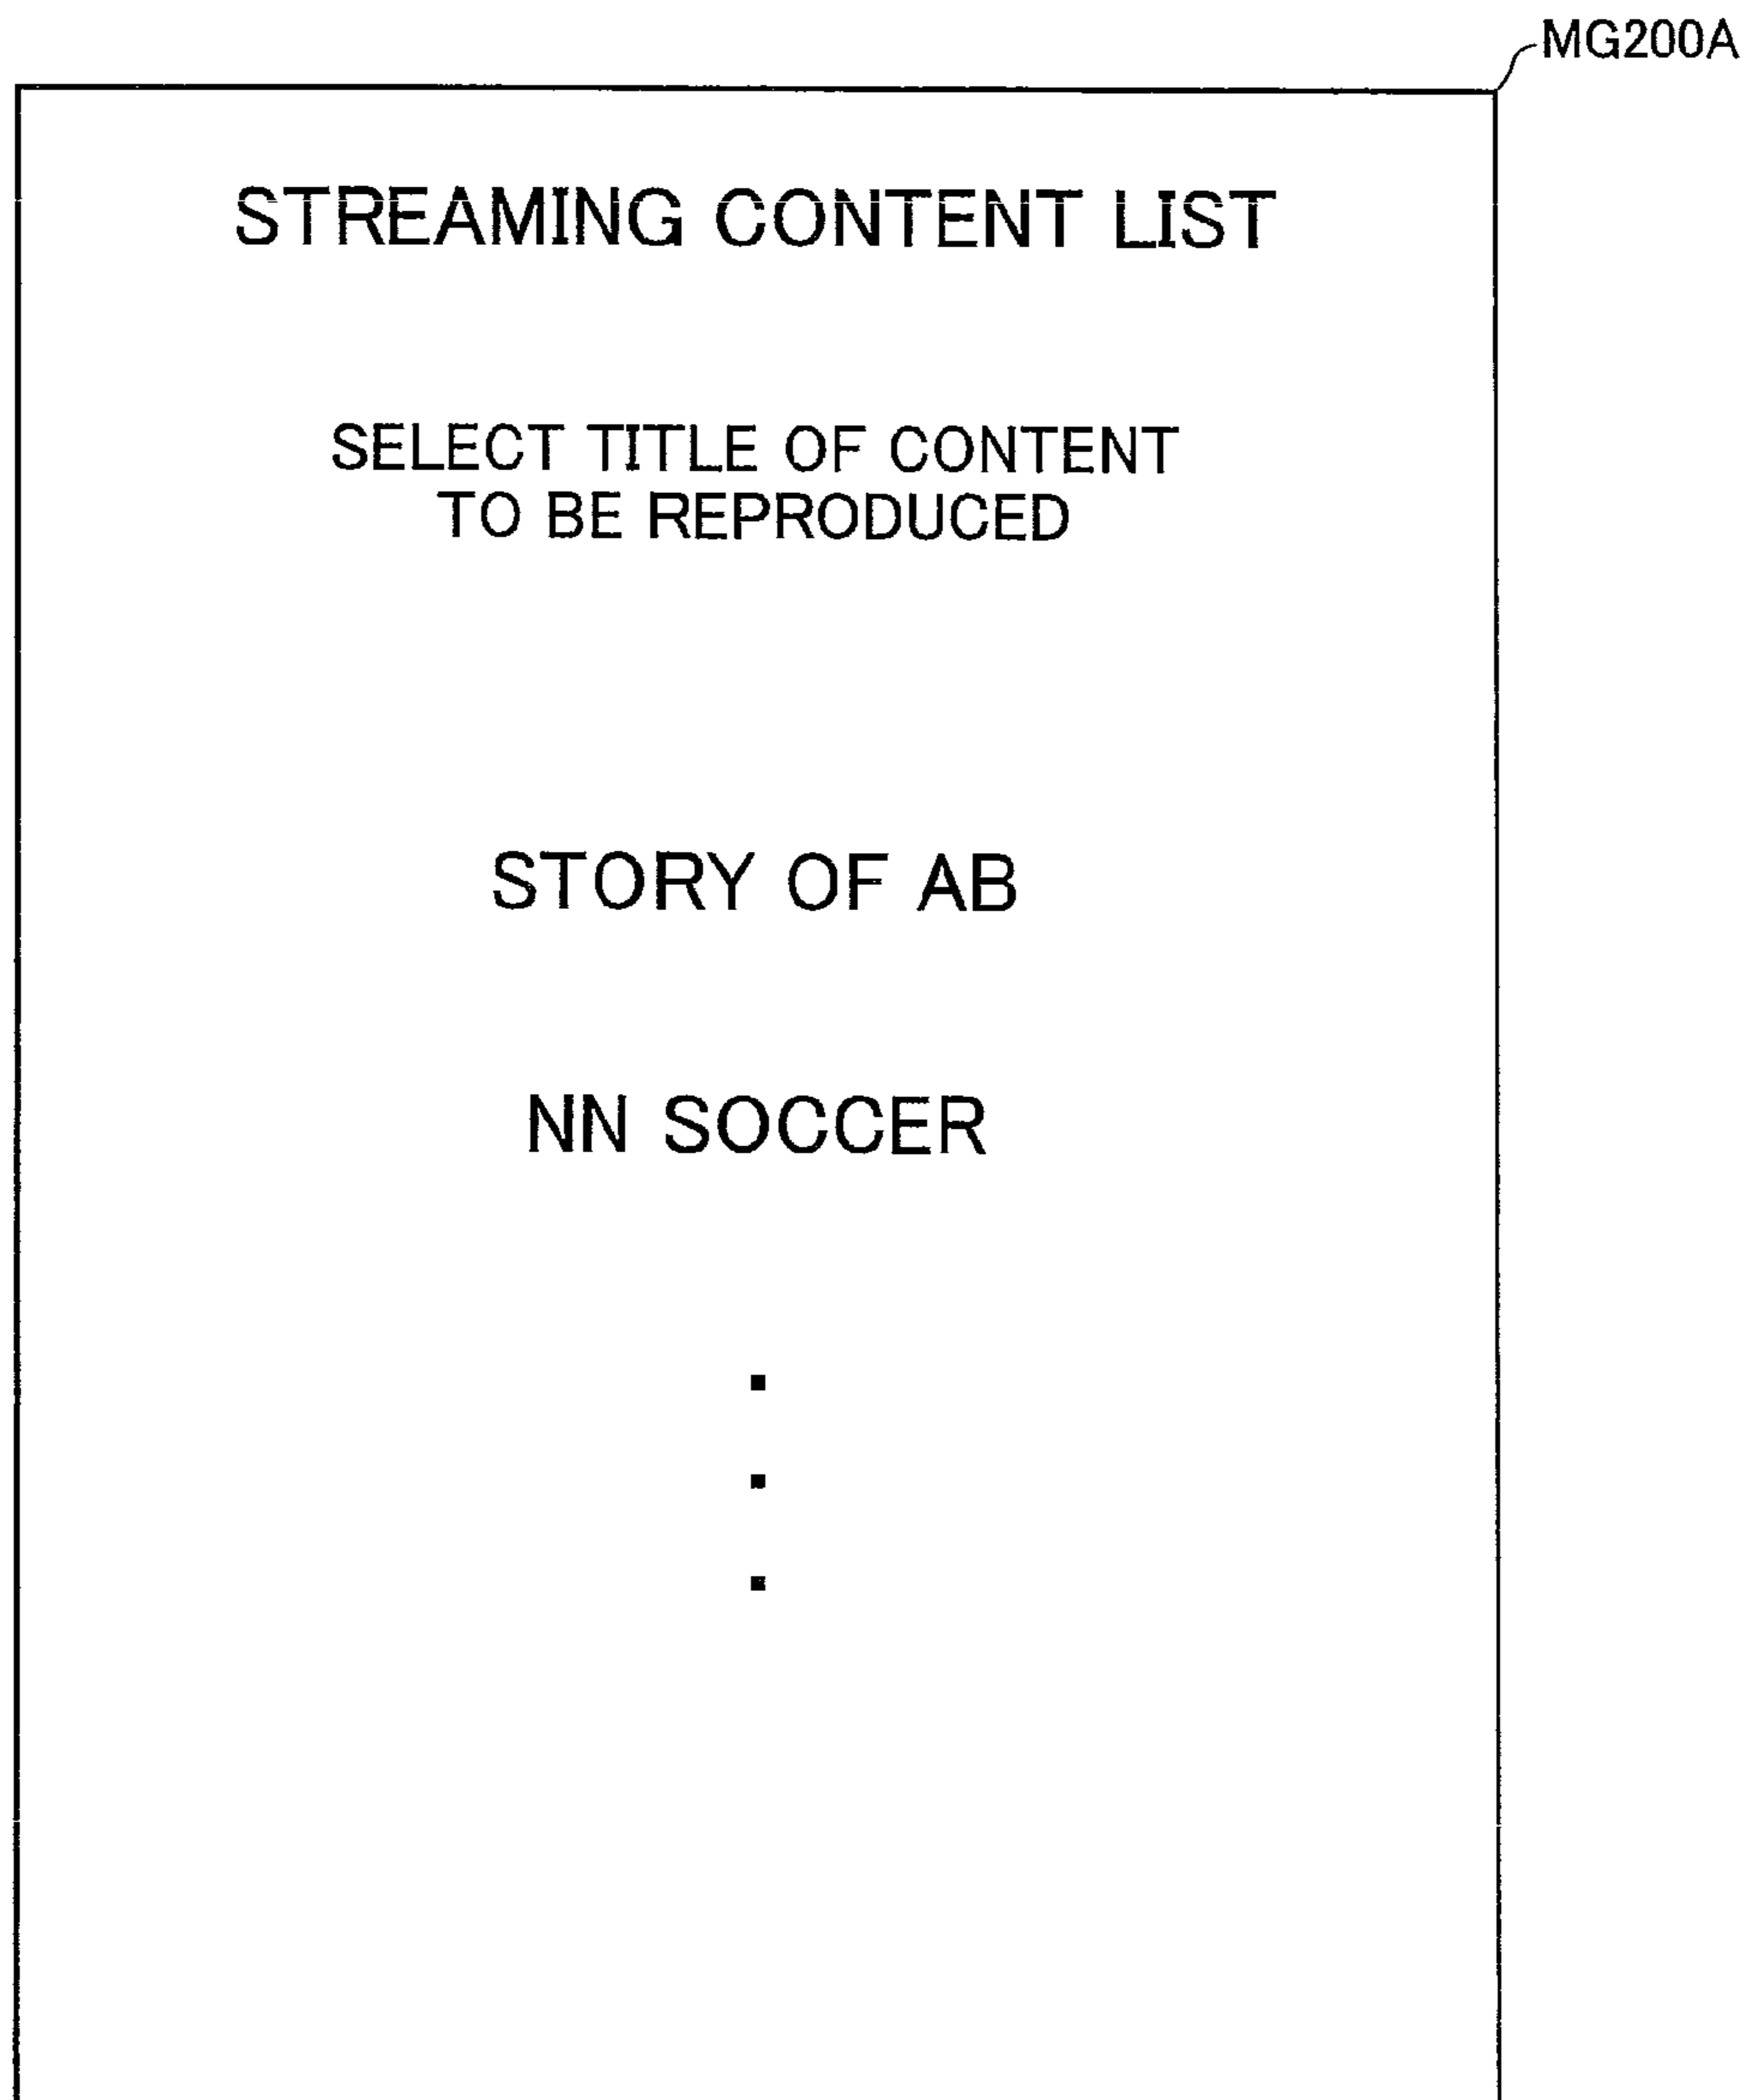 MG200A
STREAMING CONTENT LIST
SELECT TITLE OF CONTENT
TO BE REPRODUCED
STORY OF AB
NN SOCCER